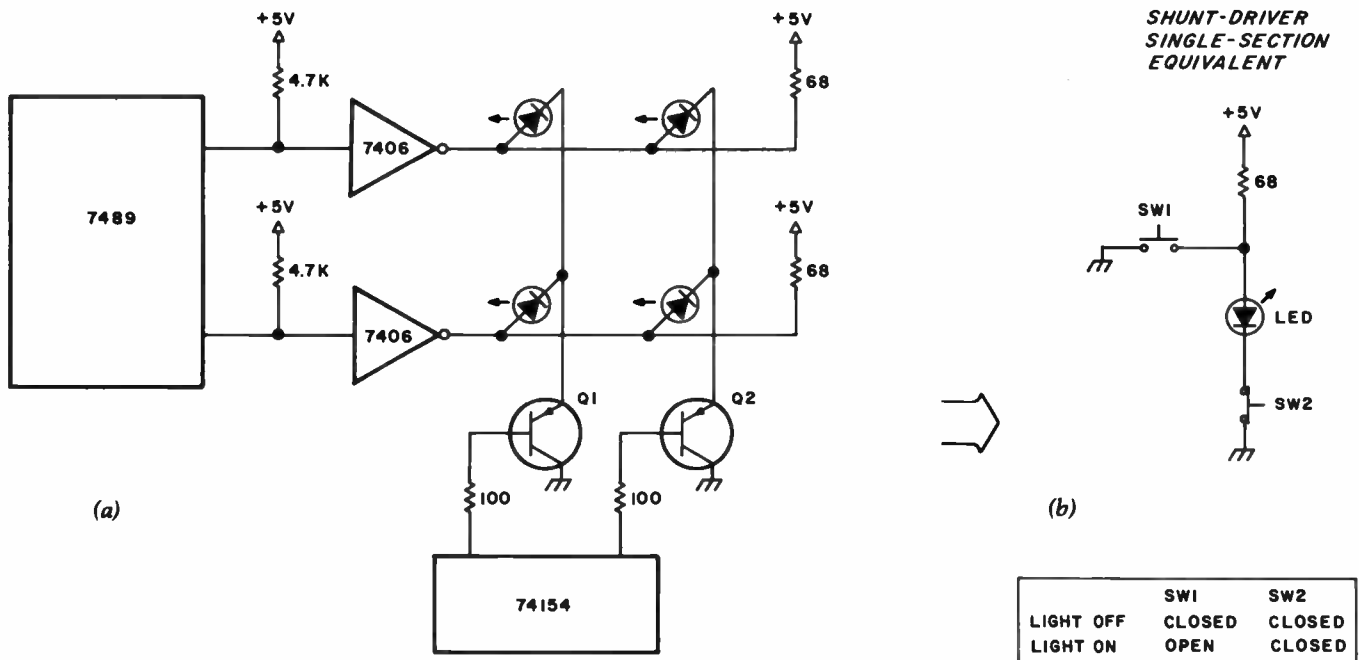 +5V
4.7K
7489
7406
+5V
68
+5V
4.7K
7406
+5V
68
Q1
Q2
100
100
74154
(a)
SHUNT-DRIVER
SINGLE-SECTION
EQUIVALENT
+5V
68
SW1
LED
SW2
(b)
SW1 SW2
LIGHT OFF CLOSED CLOSED
LIGHT ON OPEN CLOSED